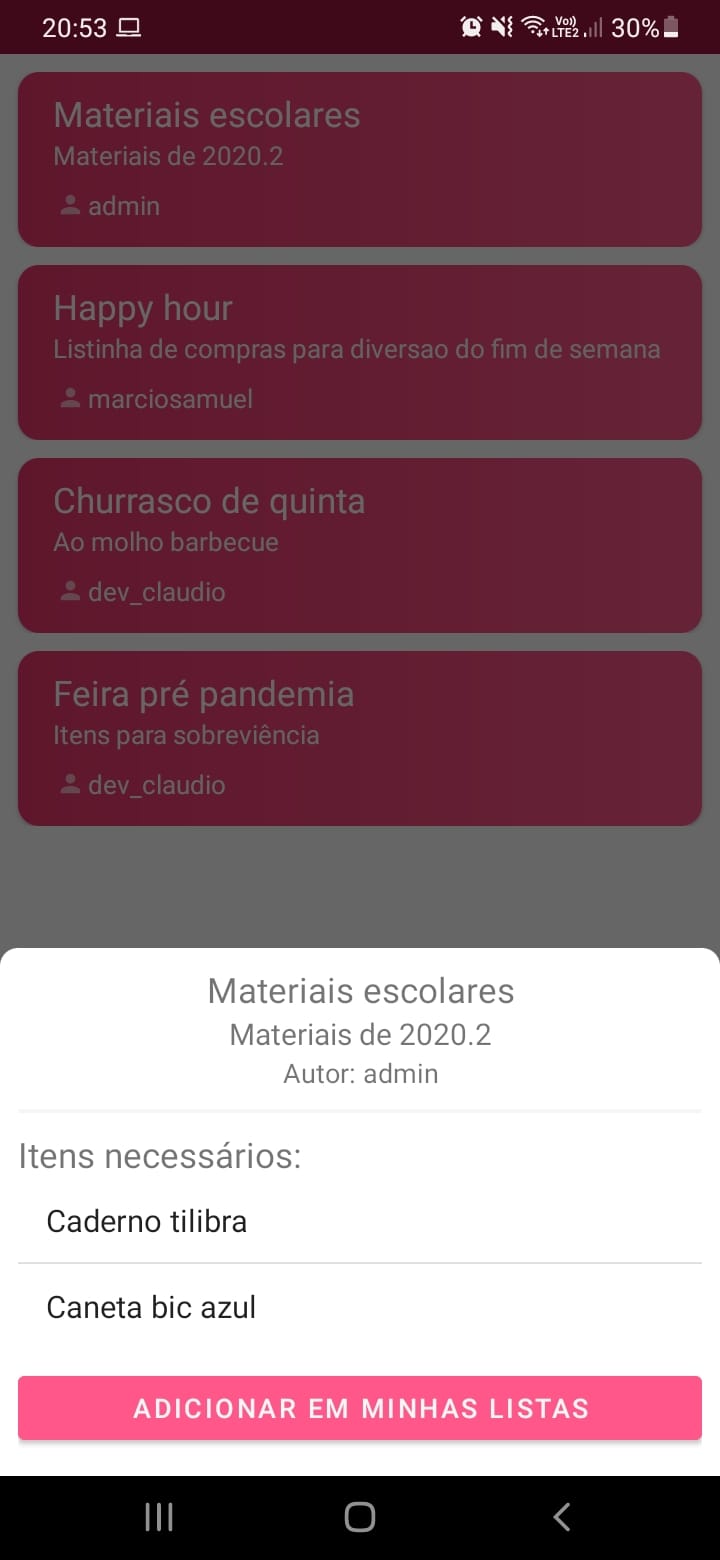 20:53 Vo)) LTE2 30%
Materiais escolares
Materiais de 2020.2
admin
Happy hour
Listinha de compras para diversao do fim de semana
marciosamuel
Churrasco de quinta
Ao molho barbecue
dev_claudio
Feira pré pandemia
Itens para sobreviência
dev_claudio
Materiais escolares
Materiais de 2020.2
Autor: admin
Itens necessários:
Caderno tilibra
Caneta bic azul
ADICIONAR EM MINHAS LISTAS